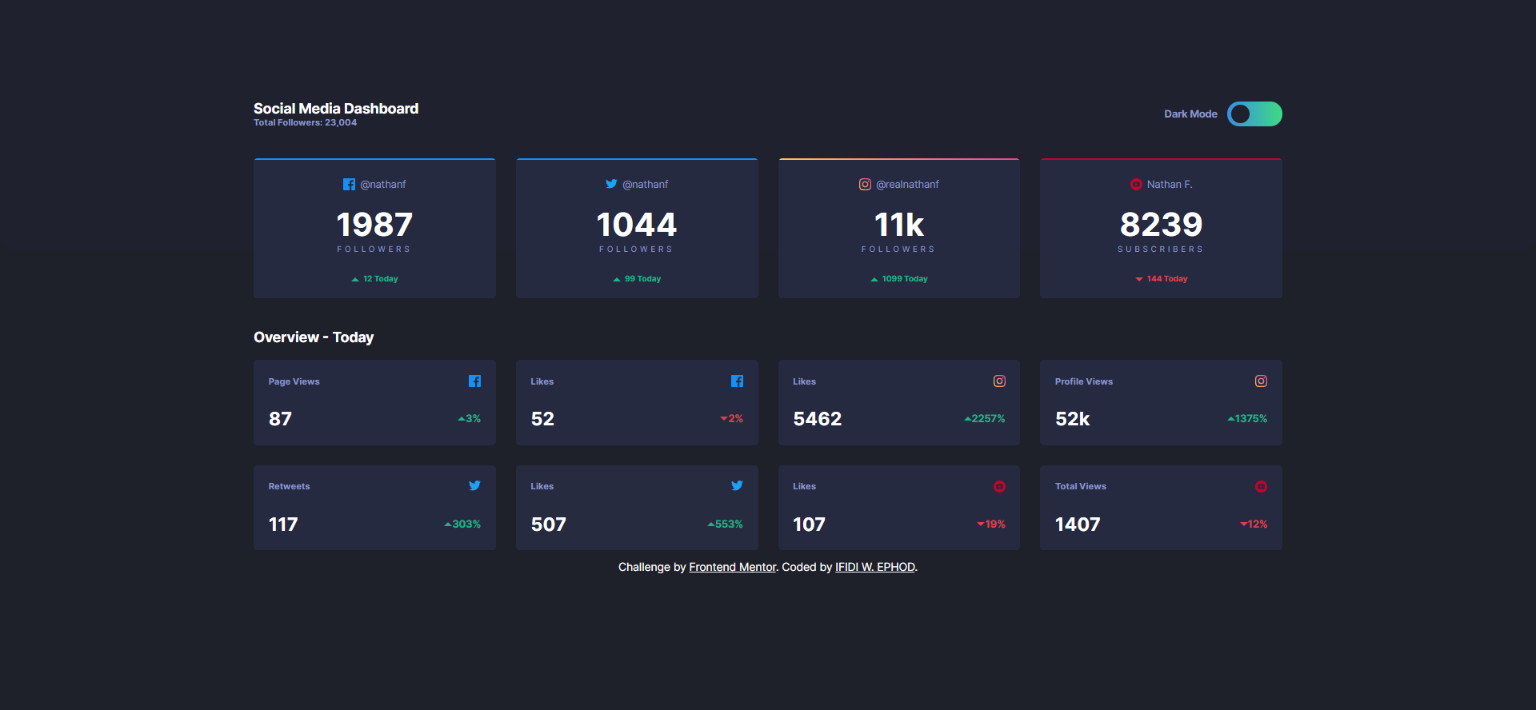 Social Media Dashboard
Total Followers: 23,004
Dark Mode
@nathanf
1987
FOLLOWERS
12 Today
@nathanf
1044
FOLLOWERS
99 Today
@realnathanf
11k
FOLLOWERS
1099 Today
Nathan F.
8239
SUBSCRIBERS
144 Today
Overview - Today
Page Views
87
3%
Likes
52
2%
Likes
5462
2257%
Profile Views
52k
1375%
Retweets
117
303%
Likes
507
553%
Likes
107
19%
Total Views
1407
12%
Challenge by Frontend Mentor. Coded by IFIDI W. EPHOD.